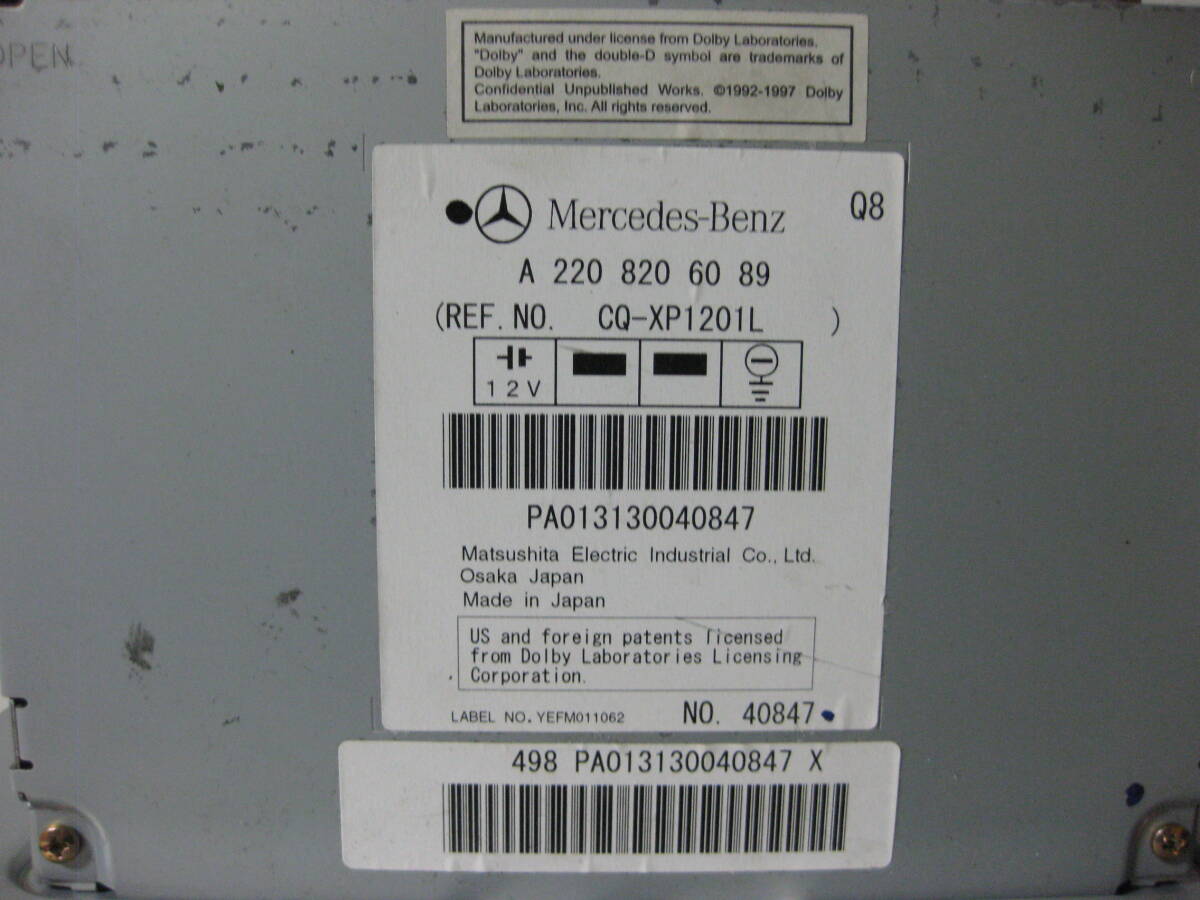 OPEN
Manufactured under license from Dolby Laboratories.
"Dolby" and the double-D symbol are trademarks of
Dolby Laboratories.
Confidential Unpublished Works. ©1992-1997 Dolby
Laboratories, Inc. All rights reserved.
Mercedes-Benz Q8
A 220 820 60 89
(REF. NO. CQ-XP1201L )
12V
PA013130040847
Matsushita Electric Industrial Co., Ltd.
Osaka Japan
Made in Japan
US and foreign patents licensed
from Dolby Laboratories Licensing
Corporation.
LABEL NO. YEFM011062 NO. 40847
498 PA013130040847 X